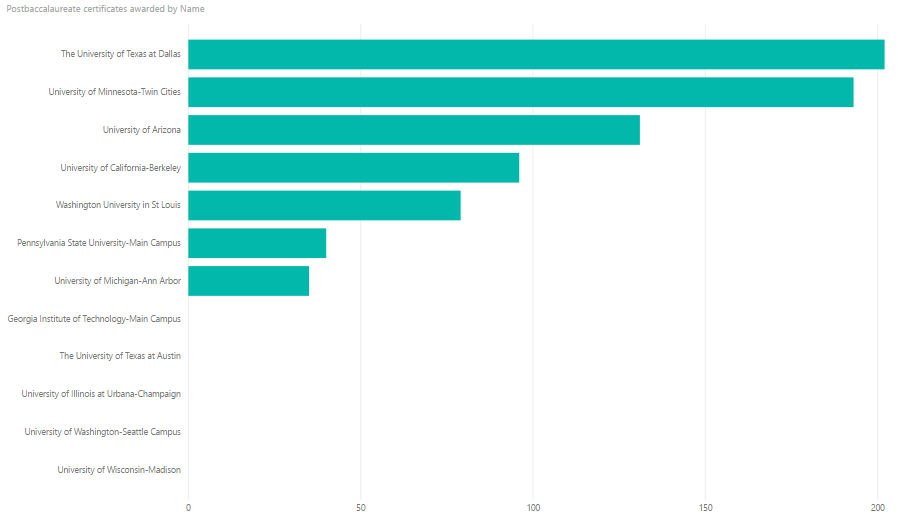 Postbaccalaureate certificates awarded by Name
The University of Texas at Dallas
University of Minnesota-Twin Cities
University of Arizona
University of California-Berkeley
Washington University in St Louis
Pennsylvania State University-Main Campus
University of Michigan-Ann Arbor
Georgia Institute of Technology-Main Campus
The University of Texas at Austin
University of Illinois at Urbana-Champaign
University of Washington-Seattle Campus
University of Wisconsin-Madison
0 50 100 150 200